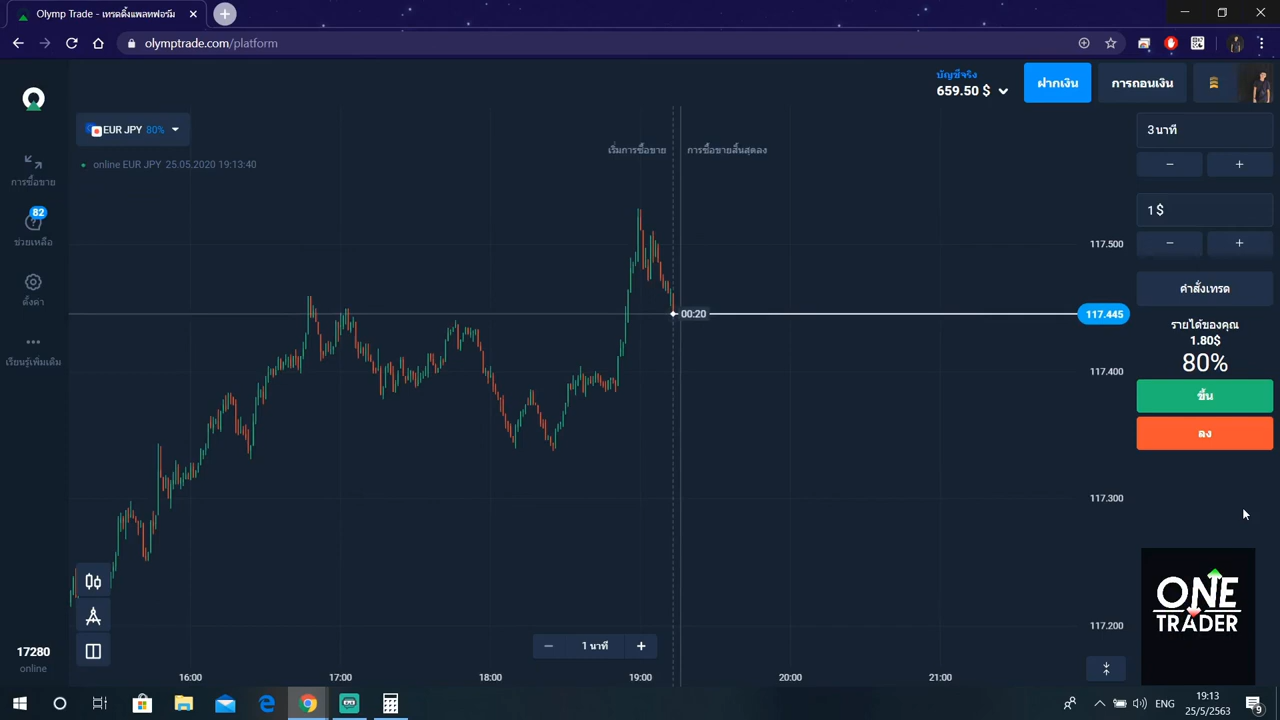 Olymp Trade - เทรดดิ้งแพลทฟอร์ม
olymptrade.com/platform
บัญชีจริง
659.50 $
ฝากเงิน
การถอนเงิน
EUR JPY 80%
online EUR JPY 25.05.2020 19:13:40
เริ่มการซื้อขาย
การซื้อขายสิ้นสุดลง
การซื้อขาย
82
ช่วยเหลือ
ตั้งค่า
เรียนรู้เพิ่มเติม
3 นาที
1 $
คำสั่งเทรด
รายได้ของคุณ
1.80$
80%
ขึ้น
ลง
00:20
117.500
117.445
117.400
117.300
117.200
1 นาที
16:00
17:00
18:00
19:00
20:00
21:00
17280
online
ONE
TRADER
ENG
19:13
25/5/2563
9